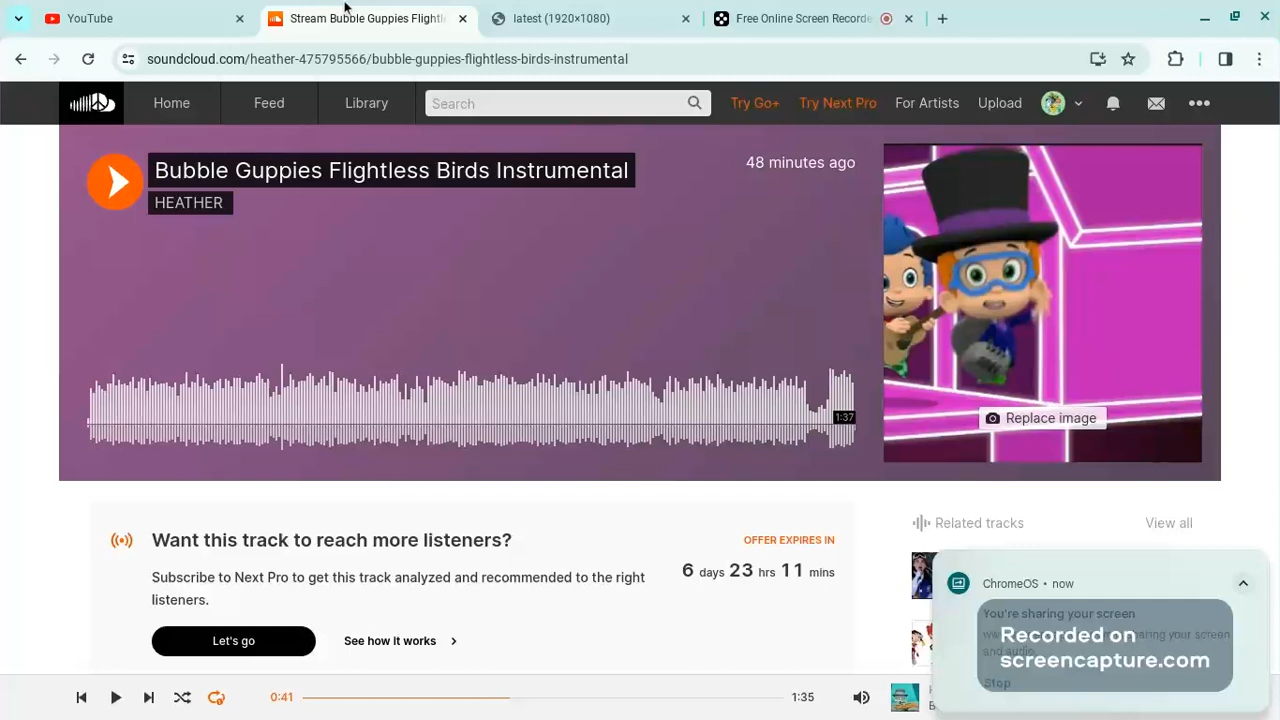 YouTube
Stream Bubble Guppies Flightl
latest (1920×1080)
Free Online Screen Recorde
soundcloud.com/heather-475795566/bubble-guppies-flightless-birds-instrumental
Home
Feed
Library
Search
Try Go+
Try Next Pro
For Artists
Upload
Bubble Guppies Flightless Birds Instrumental
HEATHER
48 minutes ago
1:37
Replace image
Want this track to reach more listeners?
Subscribe to Next Pro to get this track analyzed and recommended to the right
listeners.
OFFER EXPIRES IN
6 days 23 hrs 11 mins
Let's go
See how it works
Related tracks
View all
ChromeOS • now
You're sharing your screen
sharing your screen
and audio.
Stop
Recorded on
screencapture.com
0:41
1:35